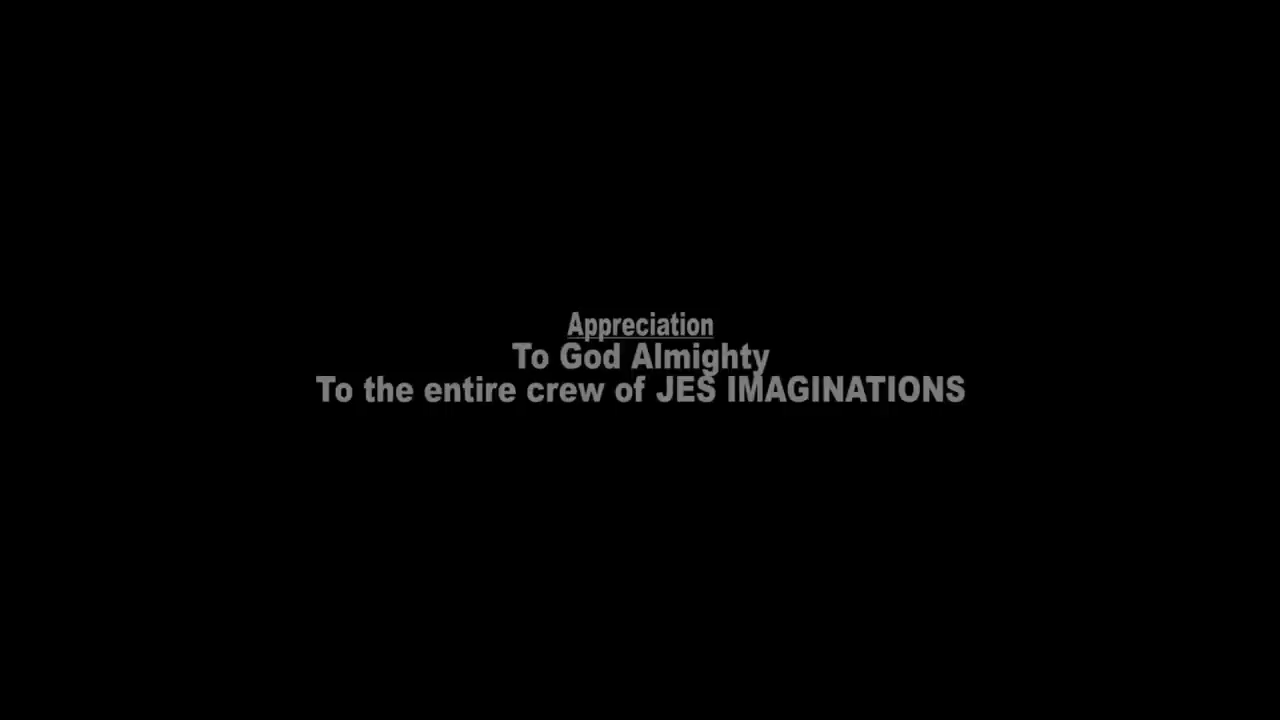 Appreciation
To God Almighty
To the entire crew of JES IMAGINATIONS